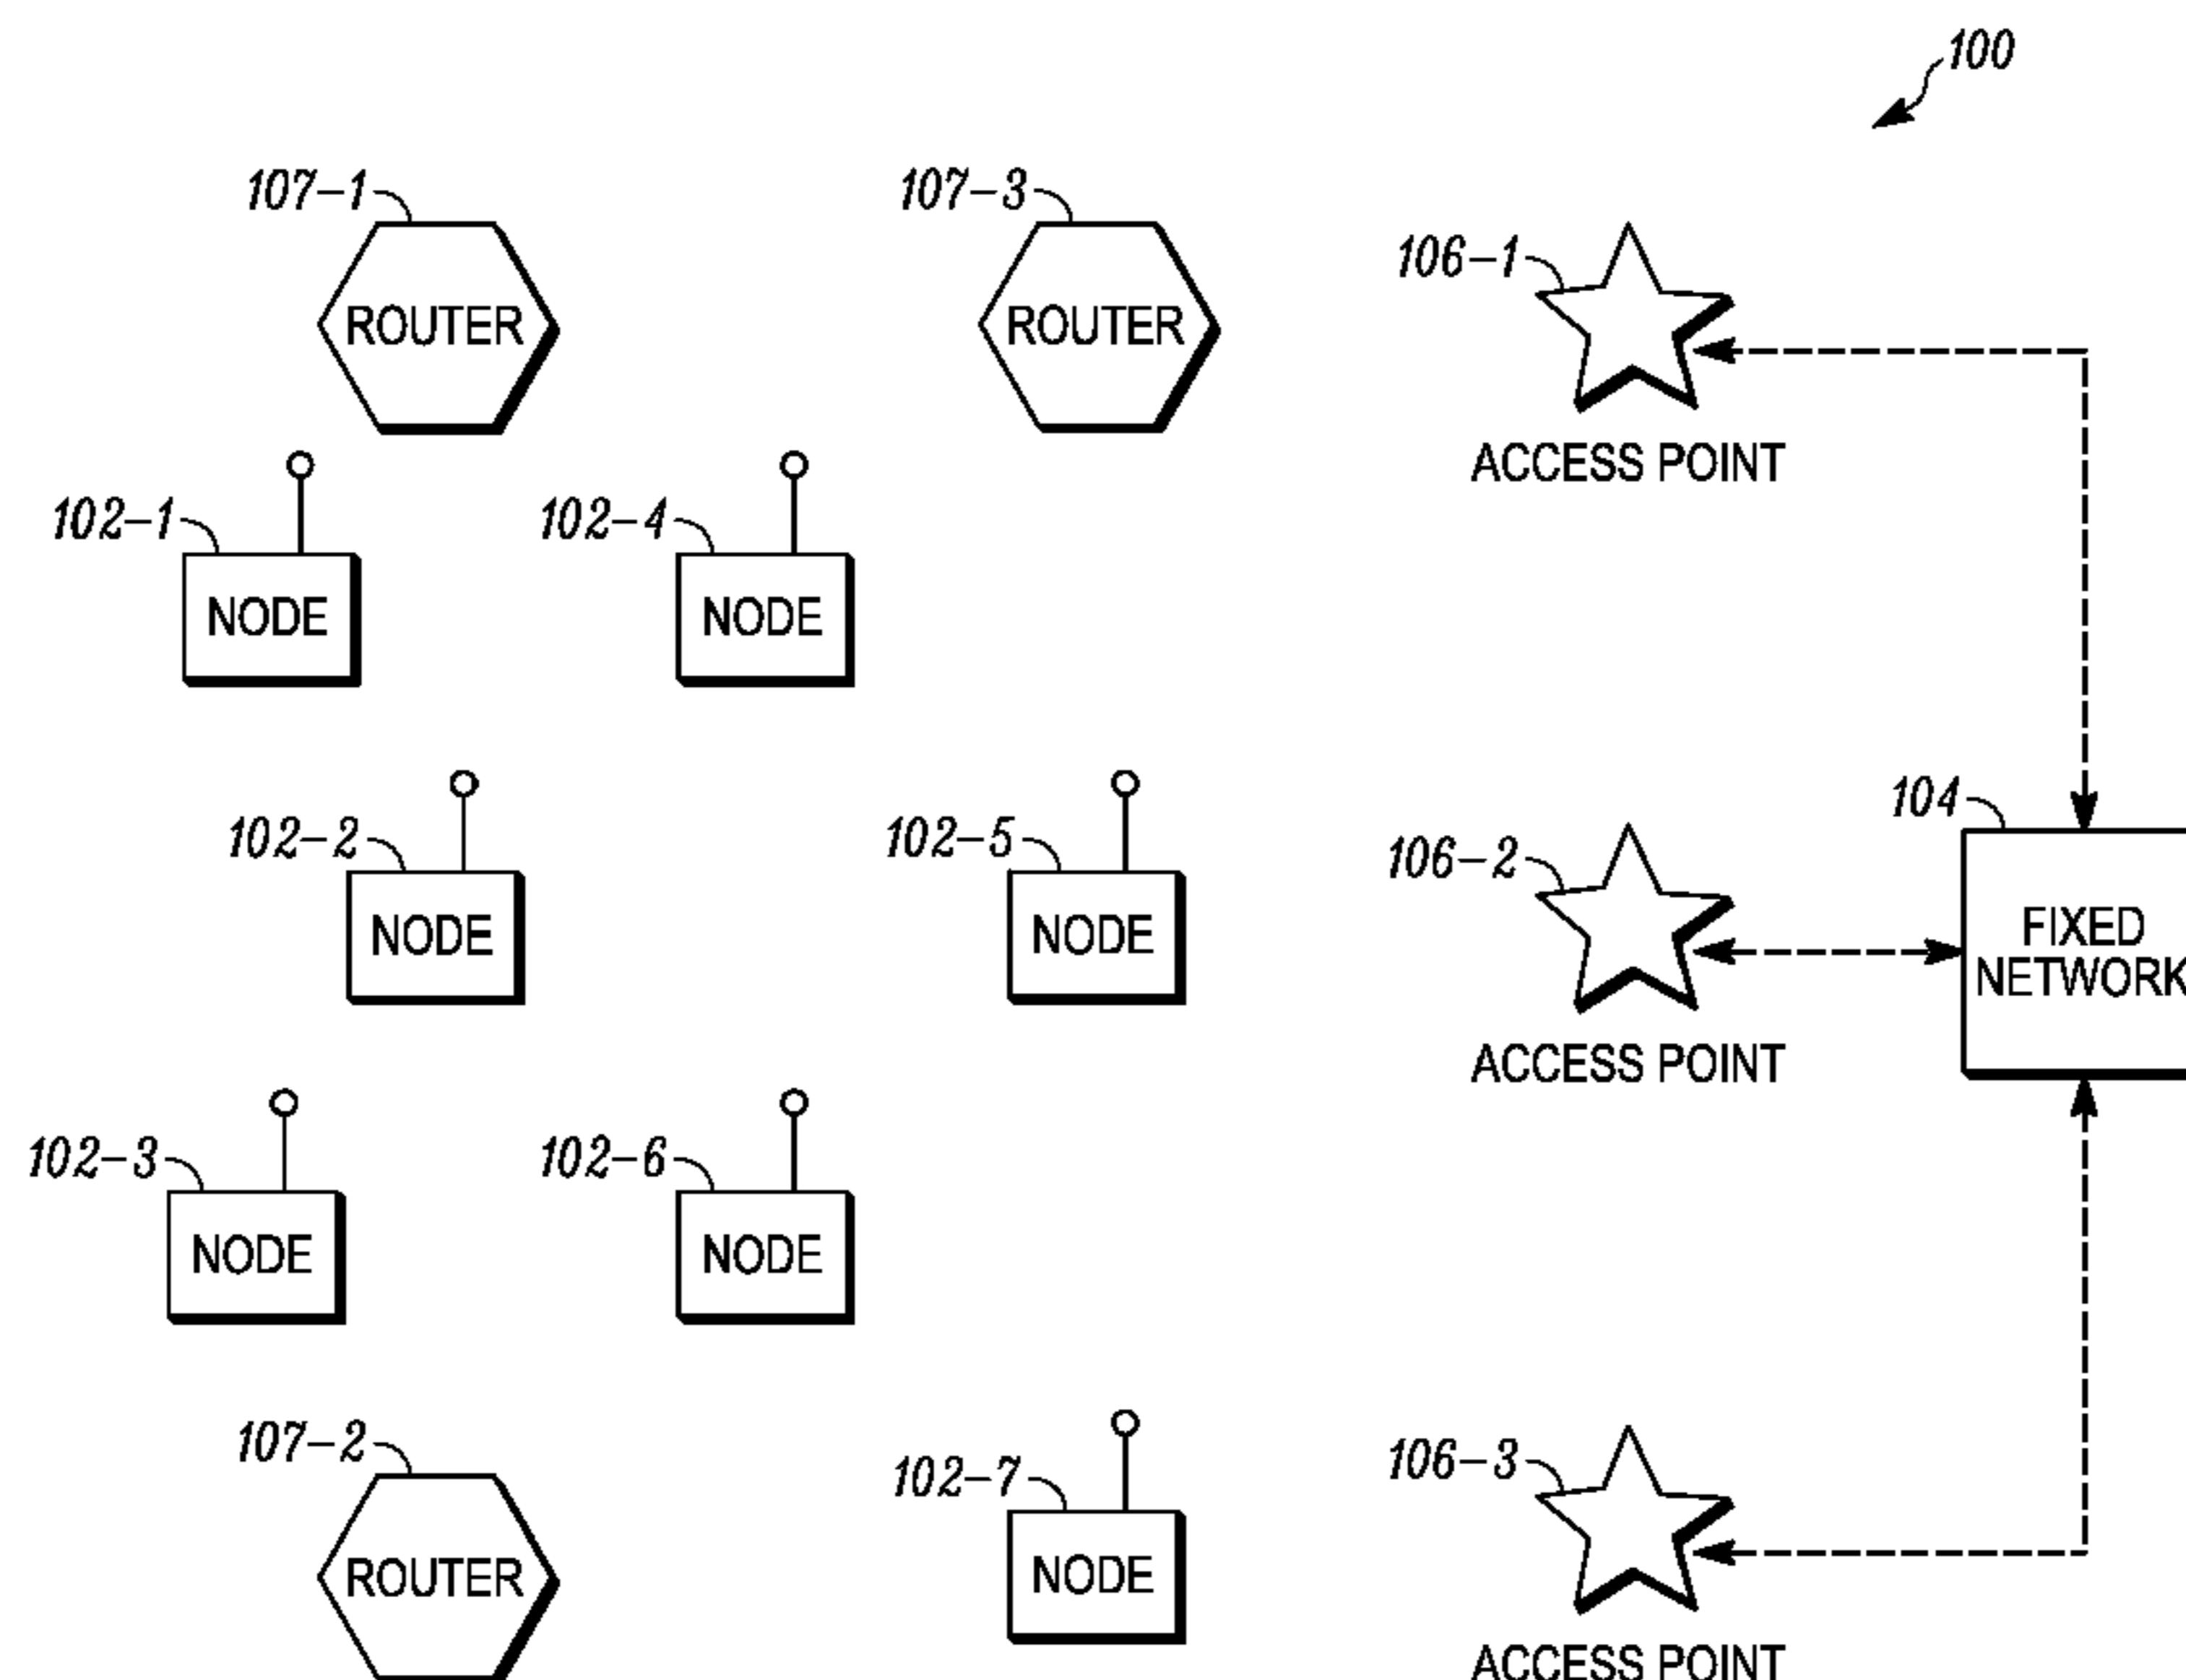 100
107-1
107-3
106-1
ROUTER
ROUTER
ACCESS POINT
102-1
102-4
NODE
NODE
102-2
102-5
106-2
104
NODE
NODE
FIXED
NETWORK
ACCESS POINT
102-3
102-6
NODE
NODE
107-2
102-7
106-3
ROUTER
NODE
ACCESS POINT